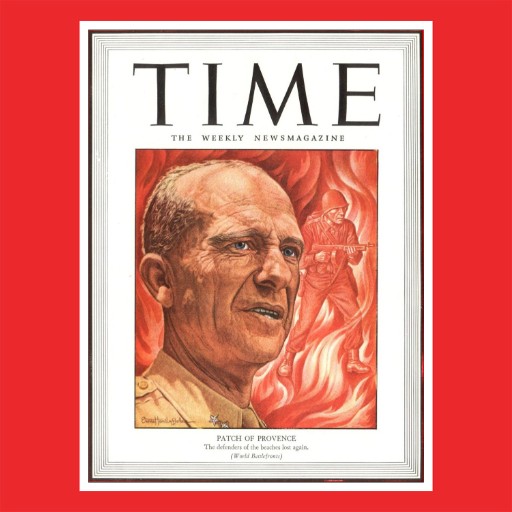 TIME
THE WEEKLY NEWSMAGAZINE
PATCH OF PROVENCE
The defenders of the beaches lost again.
(World Battlefronts)